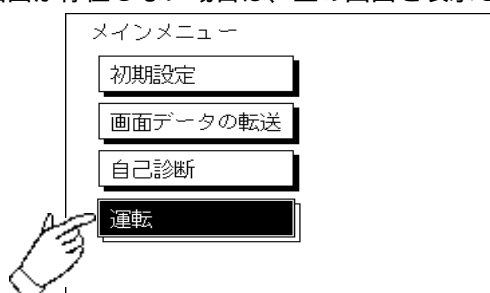 メインメニュー
初期設定
画面データの転送
自己診断
運転